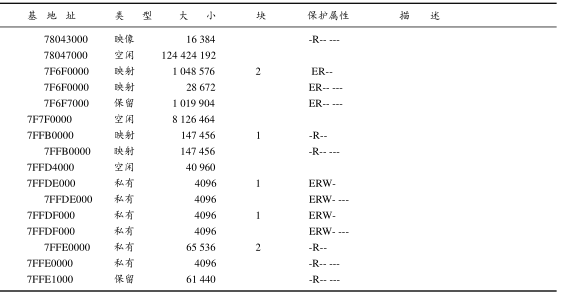 基 地 址 类 型 大 小 块 保护属性 描 述
78043000 映像 16 384 -R-- ---
78047000 空闲 124 424 192
7F6F0000 映射 1 048 576 2 ER--
7F6F0000 映射 28 672 ER-- ---
7F6F7000 保留 1 019 904 ER-- ---
7F7F0000 空闲 8 126 464
7FFB0000 映射 147 456 1 -R--
7FFB0000 映射 147 456 -R-- ---
7FFD4000 空闲 40 960
7FFDE000 私有 4096 1 ERW-
7FFDE000 私有 4096 ERW- ---
7FFDF000 私有 4096 1 ERW-
7FFDF000 私有 4096 ERW- ---
7FFE0000 私有 65 536 2 -R--
7FFE0000 私有 4096 -R-- ---
7FFE1000 保留 61 440 -R-- ---